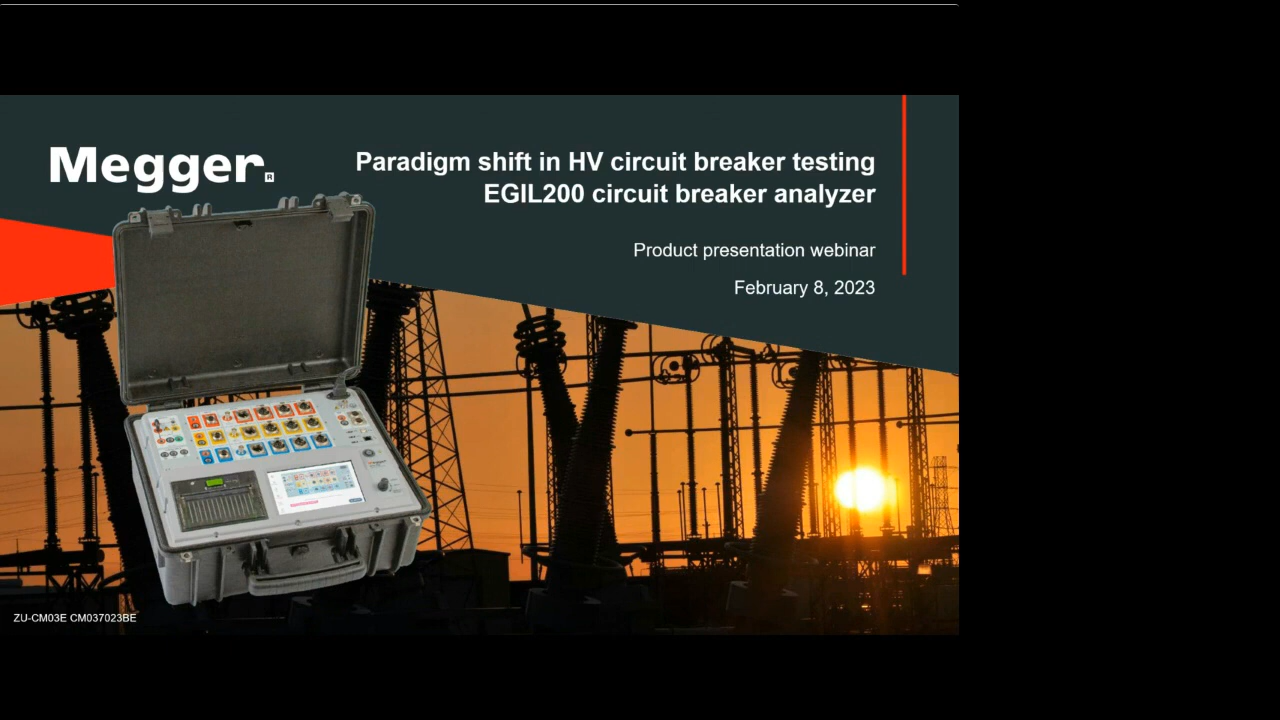 Megger.
Paradigm shift in HV circuit breaker testing
EGIL200 circuit breaker analyzer
Product presentation webinar
February 8, 2023
ZU-CM03E CM037023BE